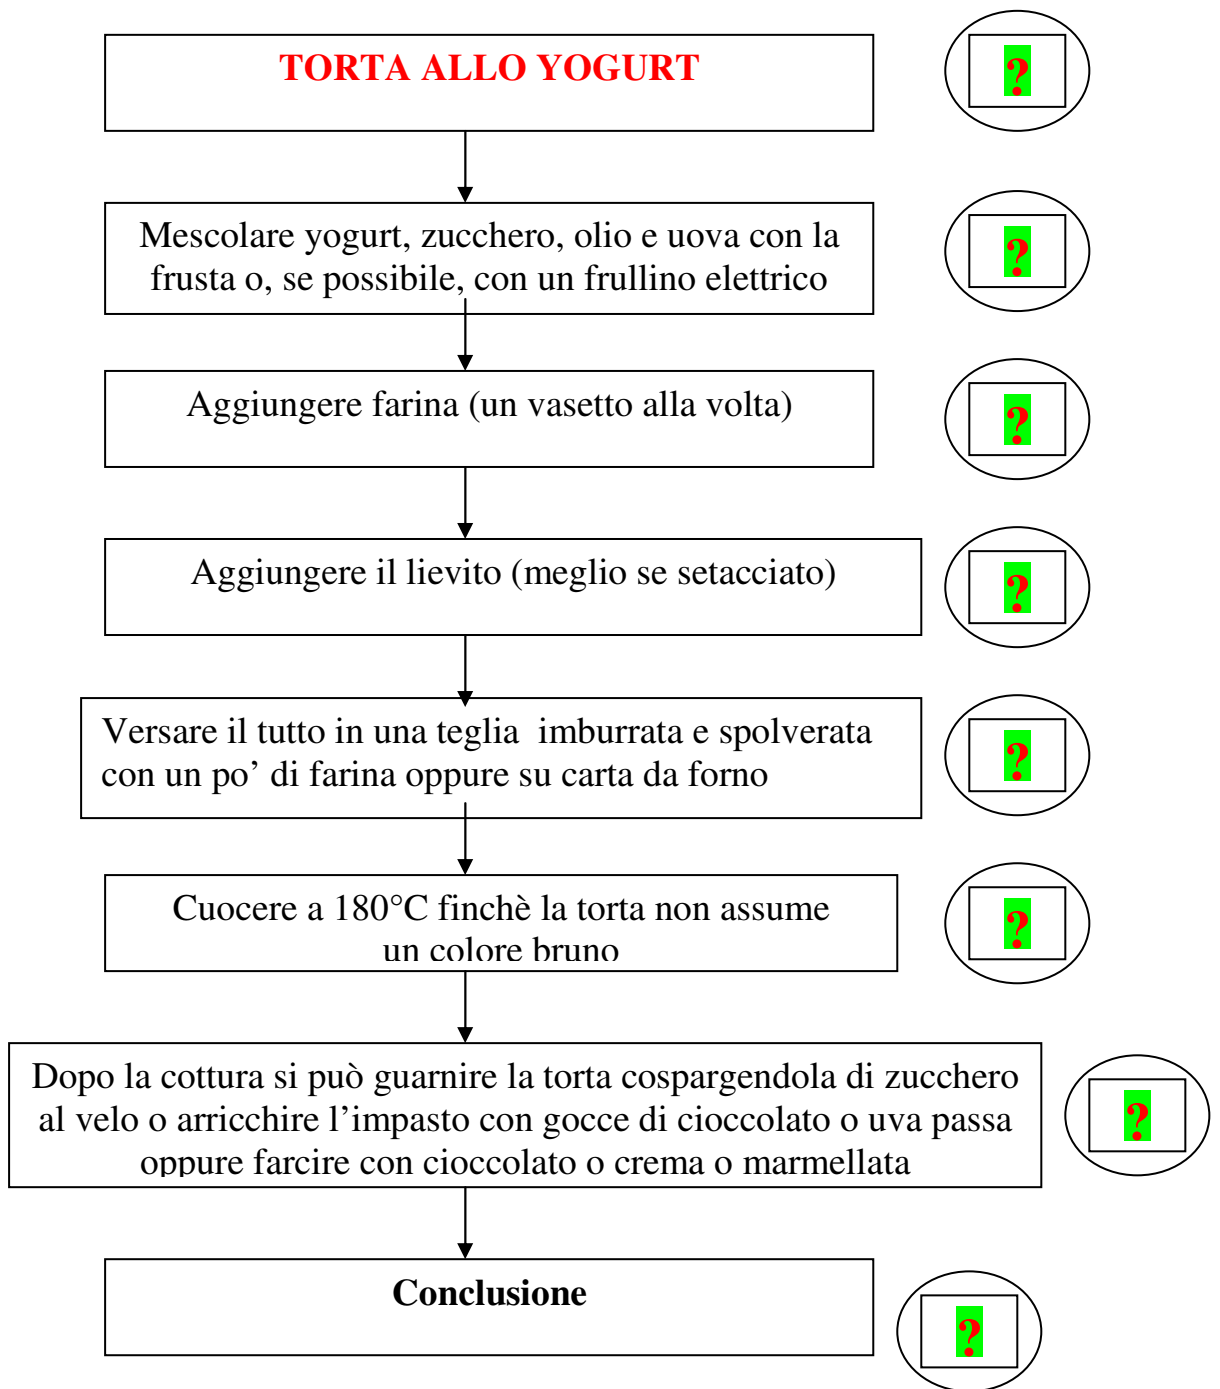 TORTA ALLO YOGURT
?
Mescolare yogurt, zucchero, olio e uova con la
frusta o, se possibile, con un frullino elettrico
?
Aggiungere farina (un vasetto alla volta)
?
Aggiungere il lievito (meglio se setacciato)
?
Versare il tutto in una teglia  imburrata e spolverata
con un po’ di farina oppure su carta da forno
?
Cuocere a 180°C finchè la torta non assume
un colore bruno
?
Dopo la cottura si può guarnire la torta cospargendola di zucchero
al velo o arricchire l’impasto con gocce di cioccolato o uva passa
oppure farcire con cioccolato o crema o marmellata
?
Conclusione
?